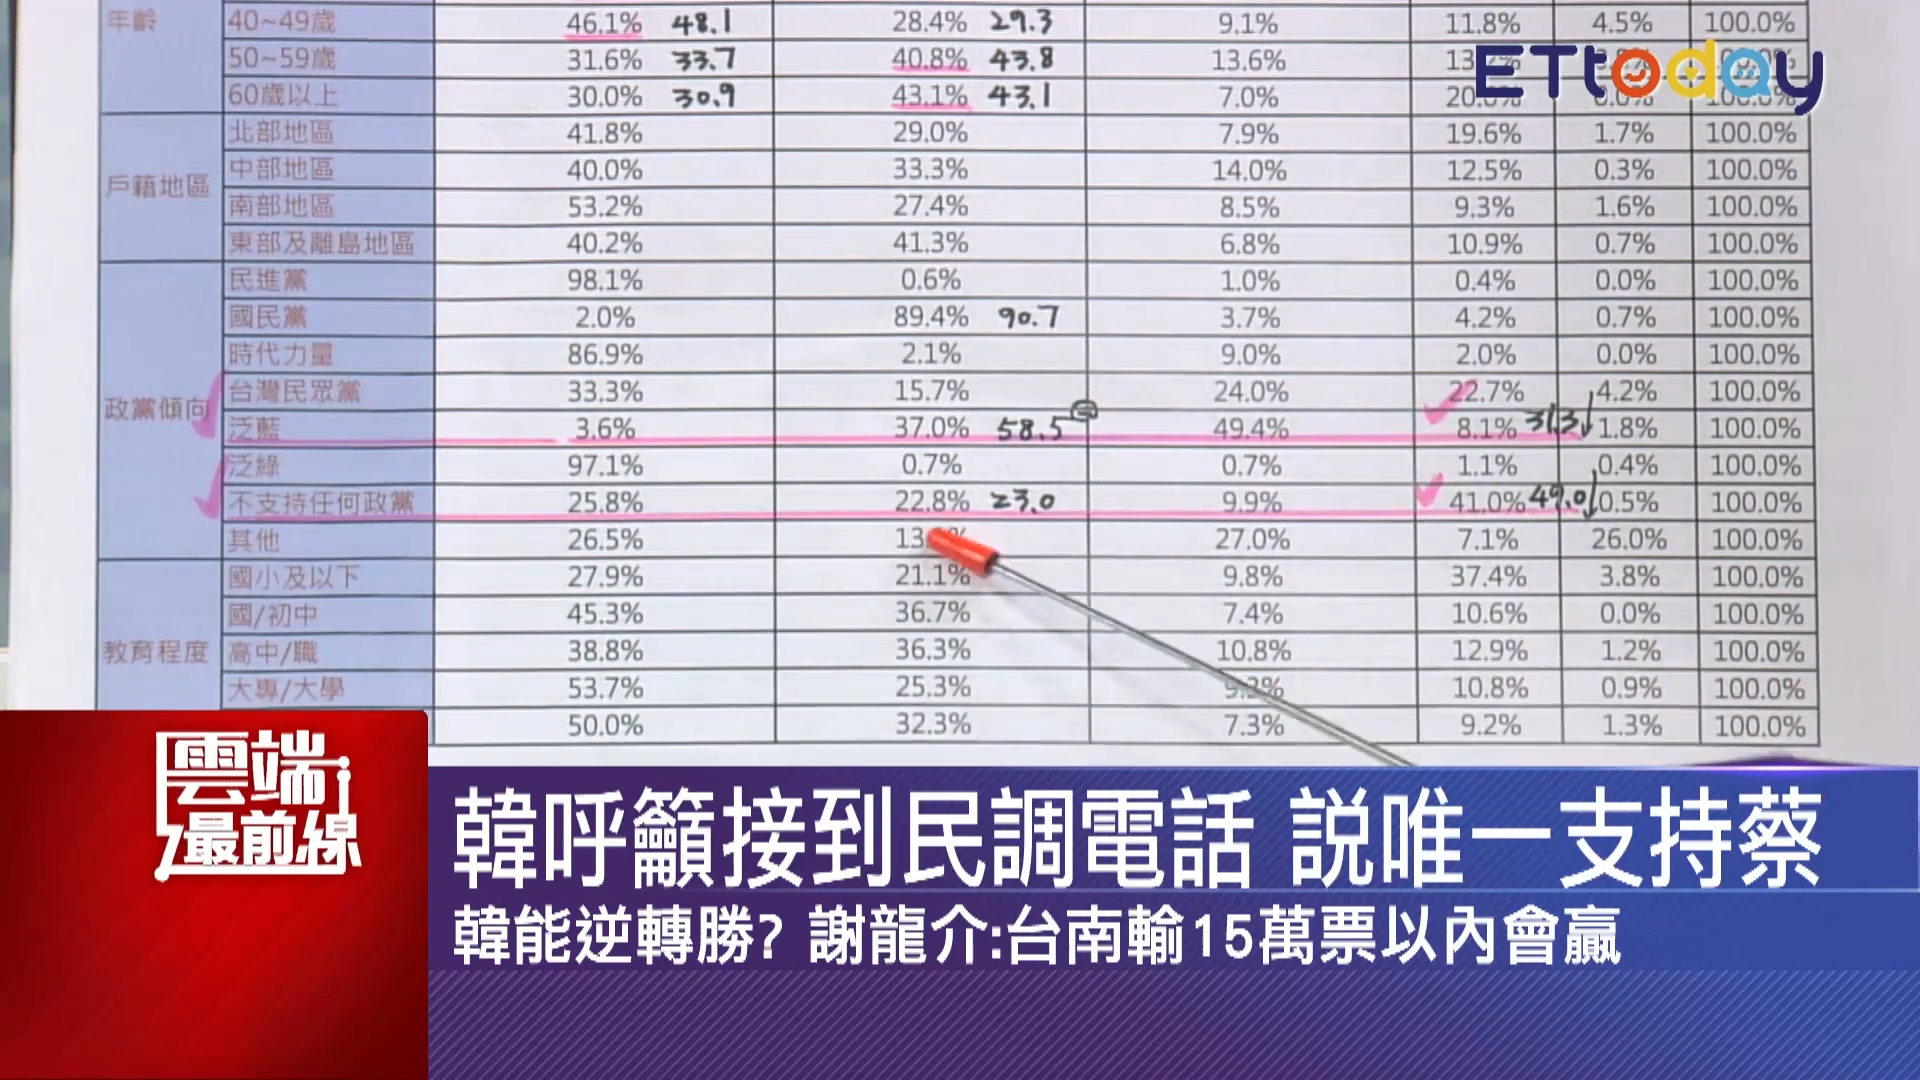 年齡 40~49歲 46.1% 48.1 28.4% 29.3 9.1% 11.8% 4.5% 100.0%
50~59歲 31.6% 33.7 40.8% 43.8 13.6%
60歲以上 30.0% 30.9 43.1% 43.1 7.0%
ETtoday
戶籍地區 北部地區 41.8% 29.0% 7.9% 19.6% 1.7% 100.0%
中部地區 40.0% 33.3% 14.0% 12.5% 0.3% 100.0%
南部地區 53.2% 27.4% 8.5% 9.3% 1.6% 100.0%
東部及離島地區 40.2% 41.3% 6.8% 10.9% 0.7% 100.0%
政黨傾向 民進黨 98.1% 0.6% 1.0% 0.4% 0.0% 100.0%
國民黨 2.0% 89.4% 90.7 3.7% 4.2% 0.7% 100.0%
時代力量 86.9% 2.1% 9.0% 2.0% 0.0% 100.0%
台灣民眾黨 33.3% 15.7% 24.0% 22.7% 4.2% 100.0%
泛藍 3.6% 37.0% 58.5 49.4% 8.1% 31.3 1.8% 100.0%
泛綠 97.1% 0.7% 0.7% 1.1% 0.4% 100.0%
不支持任何政黨 25.8% 22.8% 23.0 9.9% 41.0% 49.0 0.5% 100.0%
其他 26.5% 27.0% 7.1% 26.0% 100.0%
教育程度 國小及以下 27.9% 21.1% 9.8% 37.4% 3.8% 100.0%
國/初中 45.3% 36.7% 7.4% 10.6% 0.0% 100.0%
高中/職 38.8% 36.3% 10.8% 12.9% 1.2% 100.0%
大專/大學 53.7% 25.3% 10.8% 0.9% 100.0%
50.0% 32.3% 7.3% 9.2% 1.3% 100.0%
雲端
最前線
韓呼籲接到民調電話 說唯一支持蔡
韓能逆轉勝? 謝龍介:台南輸15萬票以內會贏